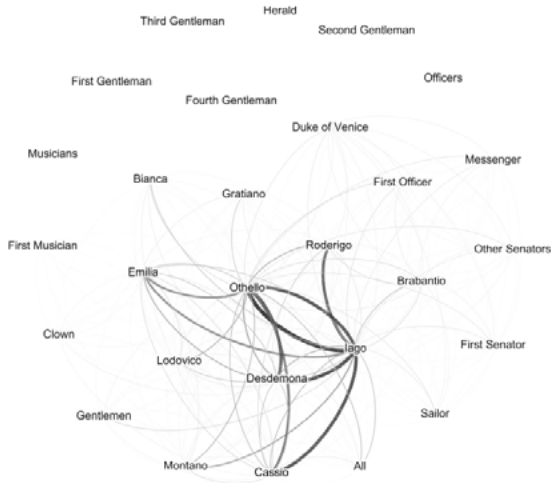 Herald
Third Gentleman
Second Gentleman
First Gentleman
Officers
Fourth Gentleman
Duke of Venice
Musicians
Messenger
Bianca
First Officer
Gratiano
First Musician
Roderigo
Other Senators
Emilia
Othello
Brabantio
Clown
Iago
First Senator
Lodovico
Desdemona
Gentlemen
Sailor
Montano
Cassio
All